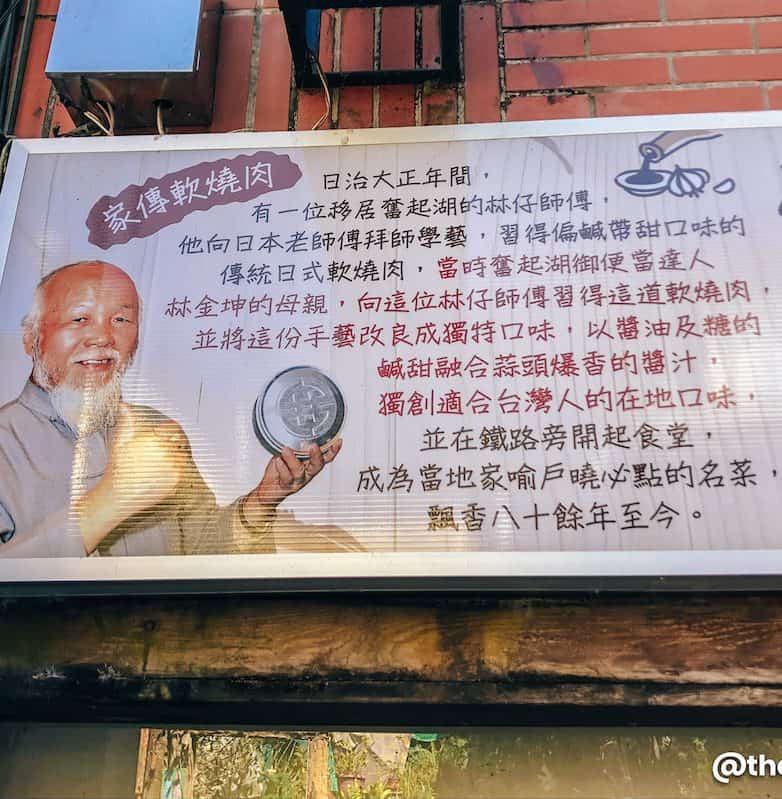 家傳軟燒肉
日治大正年間，
有一位移居奮起湖的林仔師傅，
他向日本老師傅拜師學藝，習得偏鹹帶甜口味的
傳統日式軟燒肉，當時奮起湖御便當達人
林金坤的母親，向這位林仔師傅習得這道軟燒肉，
並將這份手藝改良成獨特口味，以醬油及糖的
鹹甜融合蒜頭爆香的醬汁，
獨創適合台灣人的在地口味，
並在鐵路旁開起食堂，
成為當地家喻戶曉必點的名菜，
飄香八十餘年至今。
@the